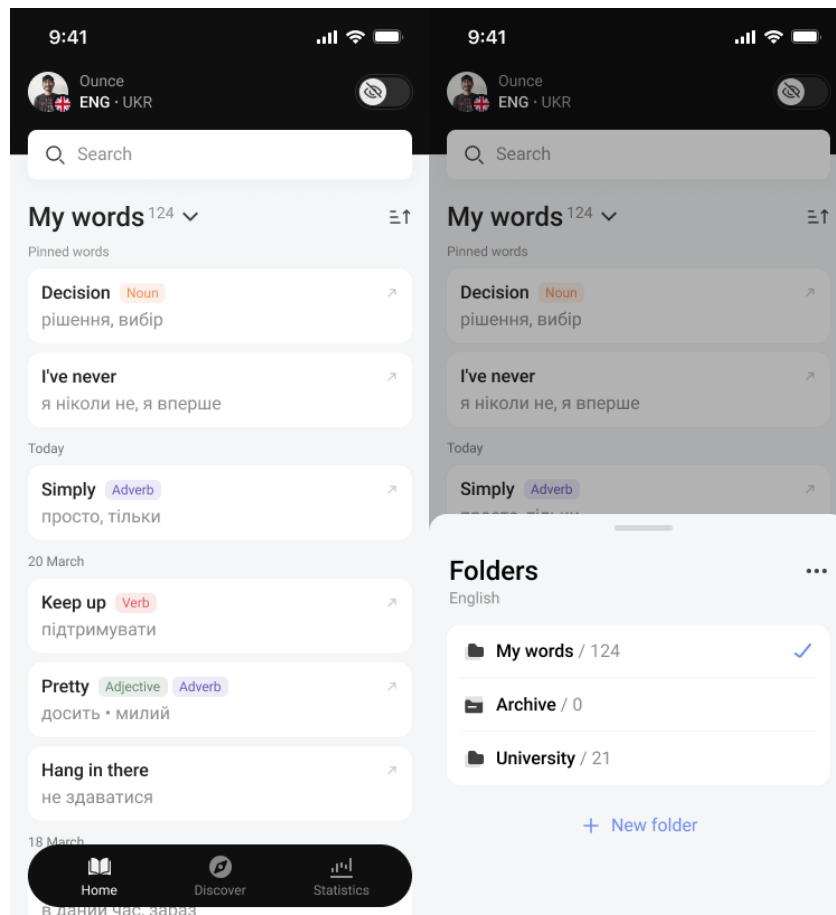 9:41
Ounce
ENG · UKR
Search
My words 124
Pinned words
Decision Noun
рішення, вибір
I've never
я ніколи не, я вперше
Today
Simply Adverb
просто, тільки
20 March
Keep up Verb
підтримувати
Pretty Adjective Adverb
досить • милий
Hang in there
не здаватися
18 March
Home Discover Statistics
в даний час, зараз
9:41
Ounce
ENG · UKR
Search
My words 124
Pinned words
Decision Noun
рішення, вибір
I've never
я ніколи не, я вперше
Today
Simply Adverb
просто, тільки
Folders
English
My words / 124
Archive / 0
University / 21
+ New folder